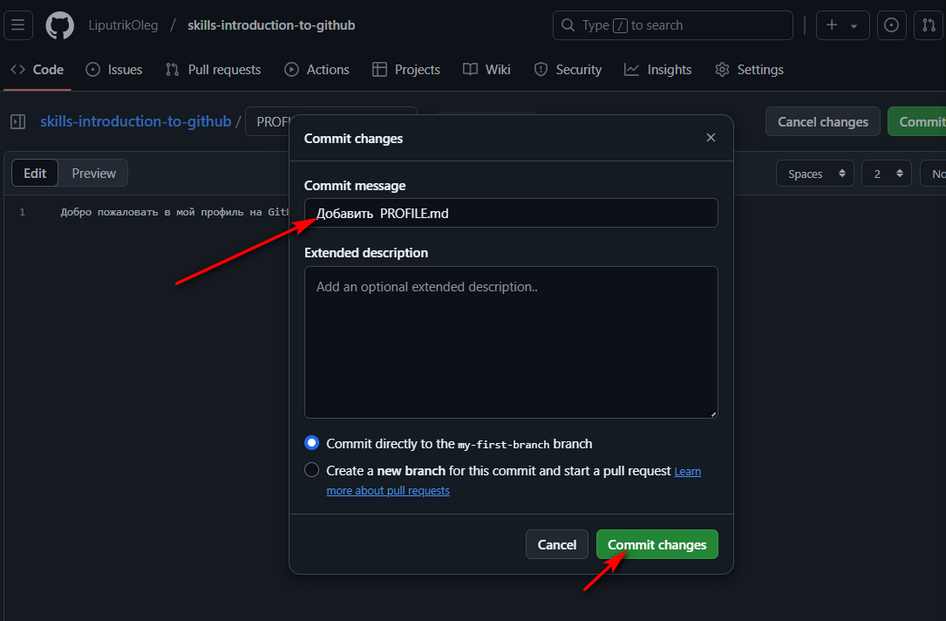 LiputrikOleg / skills-introduction-to-github
Type / to search
Code Issues Pull requests Actions Projects Wiki Security Insights Settings
skills-introduction-to-github /
Cancel changes Commit
Commit changes
Edit Preview
Spaces 2
Commit message
1 Добро пожаловать в мой профиль на
Добавить PROFILE.md
Extended description
Add an optional extended description..
Commit directly to the my-first-branch branch
Create a new branch for this commit and start a pull request Learn
more about pull requests
Cancel Commit changes